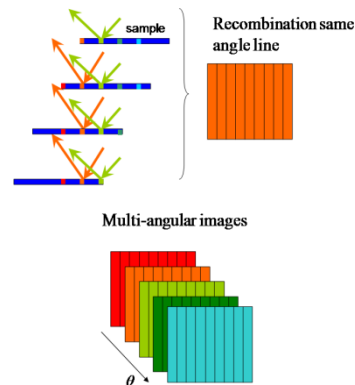 sample
Recombination same
angle line
Multi-angular images
θ